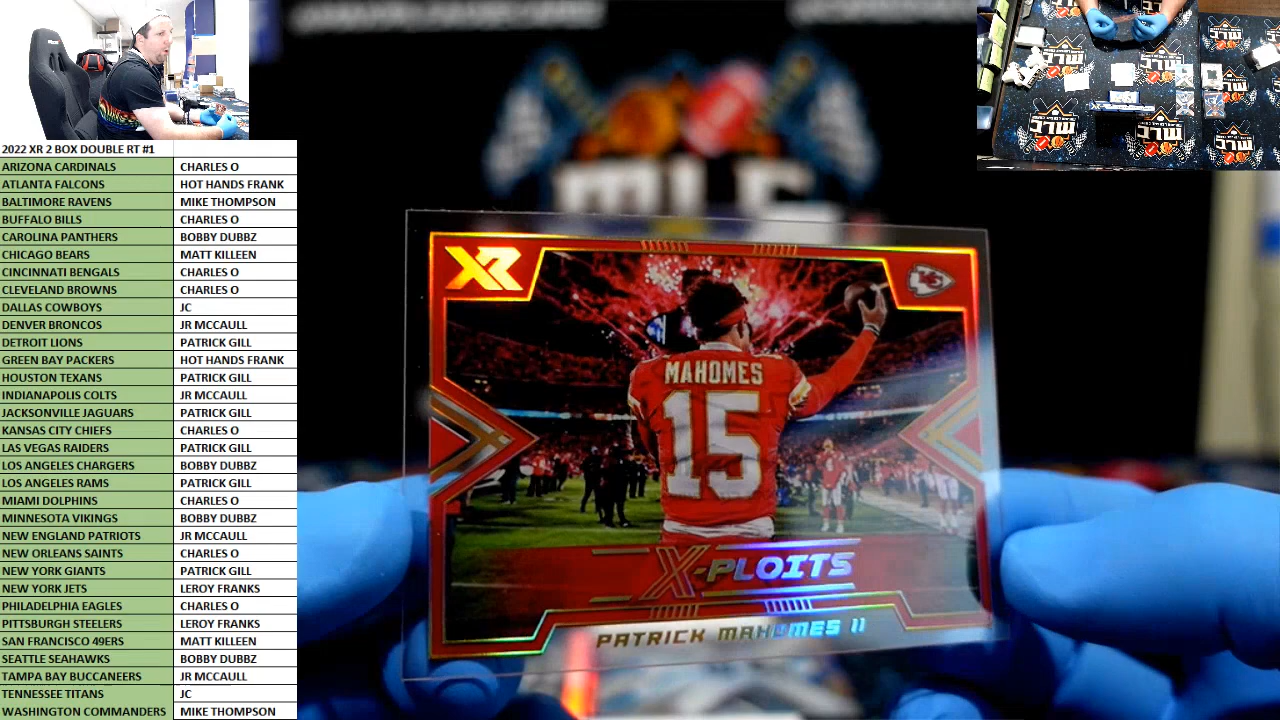 2022 XR 2 BOX DOUBLE RT #1
ARIZONA CARDINALS CHARLES O
ATLANTA FALCONS HOT HANDS FRANK
BALTIMORE RAVENS MIKE THOMPSON
BUFFALO BILLS CHARLES O
CAROLINA PANTHERS BOBBY DUBBZ
CHICAGO BEARS MATT KILLEEN
CINCINNATI BENGALS CHARLES O
CLEVELAND BROWNS CHARLES O
DALLAS COWBOYS JC
DENVER BRONCOS JR MCCAULL
DETROIT LIONS PATRICK GILL
GREEN BAY PACKERS HOT HANDS FRANK
HOUSTON TEXANS PATRICK GILL
INDIANAPOLIS COLTS JR MCCAULL
JACKSONVILLE JAGUARS PATRICK GILL
KANSAS CITY CHIEFS CHARLES O
LAS VEGAS RAIDERS PATRICK GILL
LOS ANGELES CHARGERS BOBBY DUBBZ
LOS ANGELES RAMS PATRICK GILL
MIAMI DOLPHINS CHARLES O
MINNESOTA VIKINGS BOBBY DUBBZ
NEW ENGLAND PATRIOTS JR MCCAULL
NEW ORLEANS SAINTS CHARLES O
NEW YORK GIANTS PATRICK GILL
NEW YORK JETS LEROY FRANKS
PHILADELPHIA EAGLES CHARLES O
PITTSBURGH STEELERS LEROY FRANKS
SAN FRANCISCO 49ERS MATT KILLEEN
SEATTLE SEAHAWKS BOBBY DUBBZ
TAMPA BAY BUCCANEERS JR MCCAULL
TENNESSEE TITANS JC
WASHINGTON COMMANDERS MIKE THOMPSON
XR
KC
MAHOMES
15
X-PLOITS
PATRICK MAHOMES II